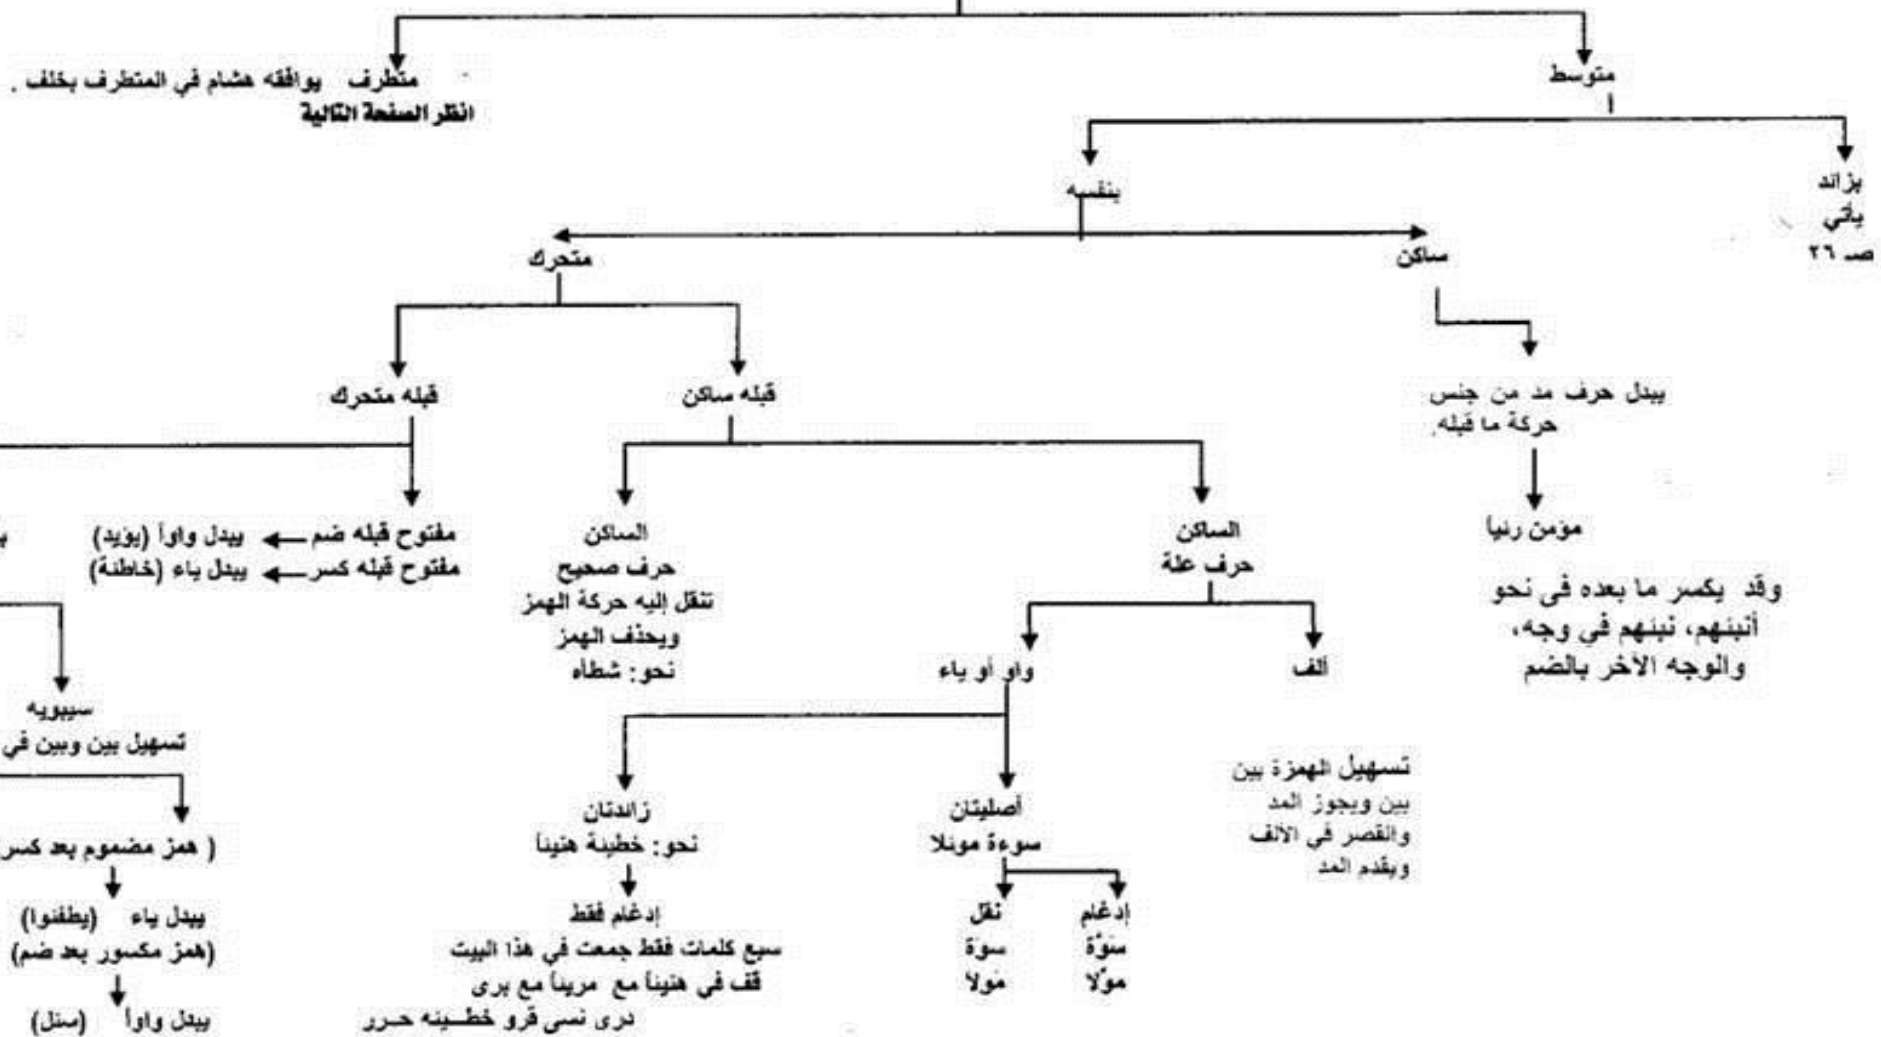 متوسط
متطرف يوافقه هشام في المتطرف بخلف .
انظر الصفحة التالية
بزائد
يأتي
صـ ٢٦
بنفسه
ساكن
متحرك
يبدل حرف مد من جنس
حركة ما قبله.
مؤمن رئيا
وقد يكسر ما بعده في نحو
أنبئهم، نبئهم في وجه،
والوجه الآخر بالضم
قبله ساكن
قبله متحرك
الساكن
حرف علة
ألف
تسهيل الهمزة بين
بين ويجوز المد
والقصر في الألف
ويقدم المد
واو أو ياء
أصليتان
سوءة موئلا
إدغام
سَوَّة
موِّلا
نقل
سوَة
مَولا
زائدتان
نحو: خطيئة هنيئا
إدغام فقط
سبع كلمات فقط جمعت في هذا البيت
قف في هنيئا مع مريئا مع برى
درى نسى قرو خطـيئه حـرر
الساكن
حرف صحيح
تنقل إليه حركة الهمز
ويحذف الهمز
نحو: شطأه
مفتوح قبله ضم يبدل واواً (يؤيد)
مفتوح قبله كسر يبدل ياء (خاطئة)
سيبويه
تسهيل بين وبين في
( همز مضموم بعد كسر
يبدل ياء (يطفئوا)
(همز مكسور بعد ضم)
يبدل واواً (سئل)